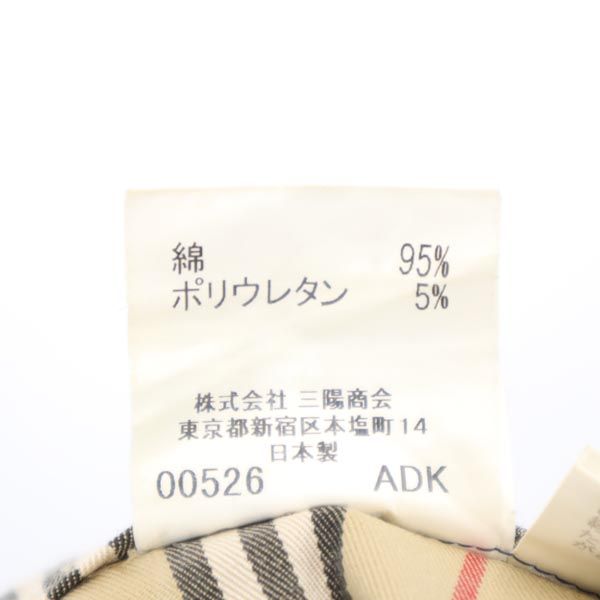 綿 95%
ポリウレタン 5%
株式会社 三陽商会
東京都新宿区本塩町14
日本製
00526 ADK